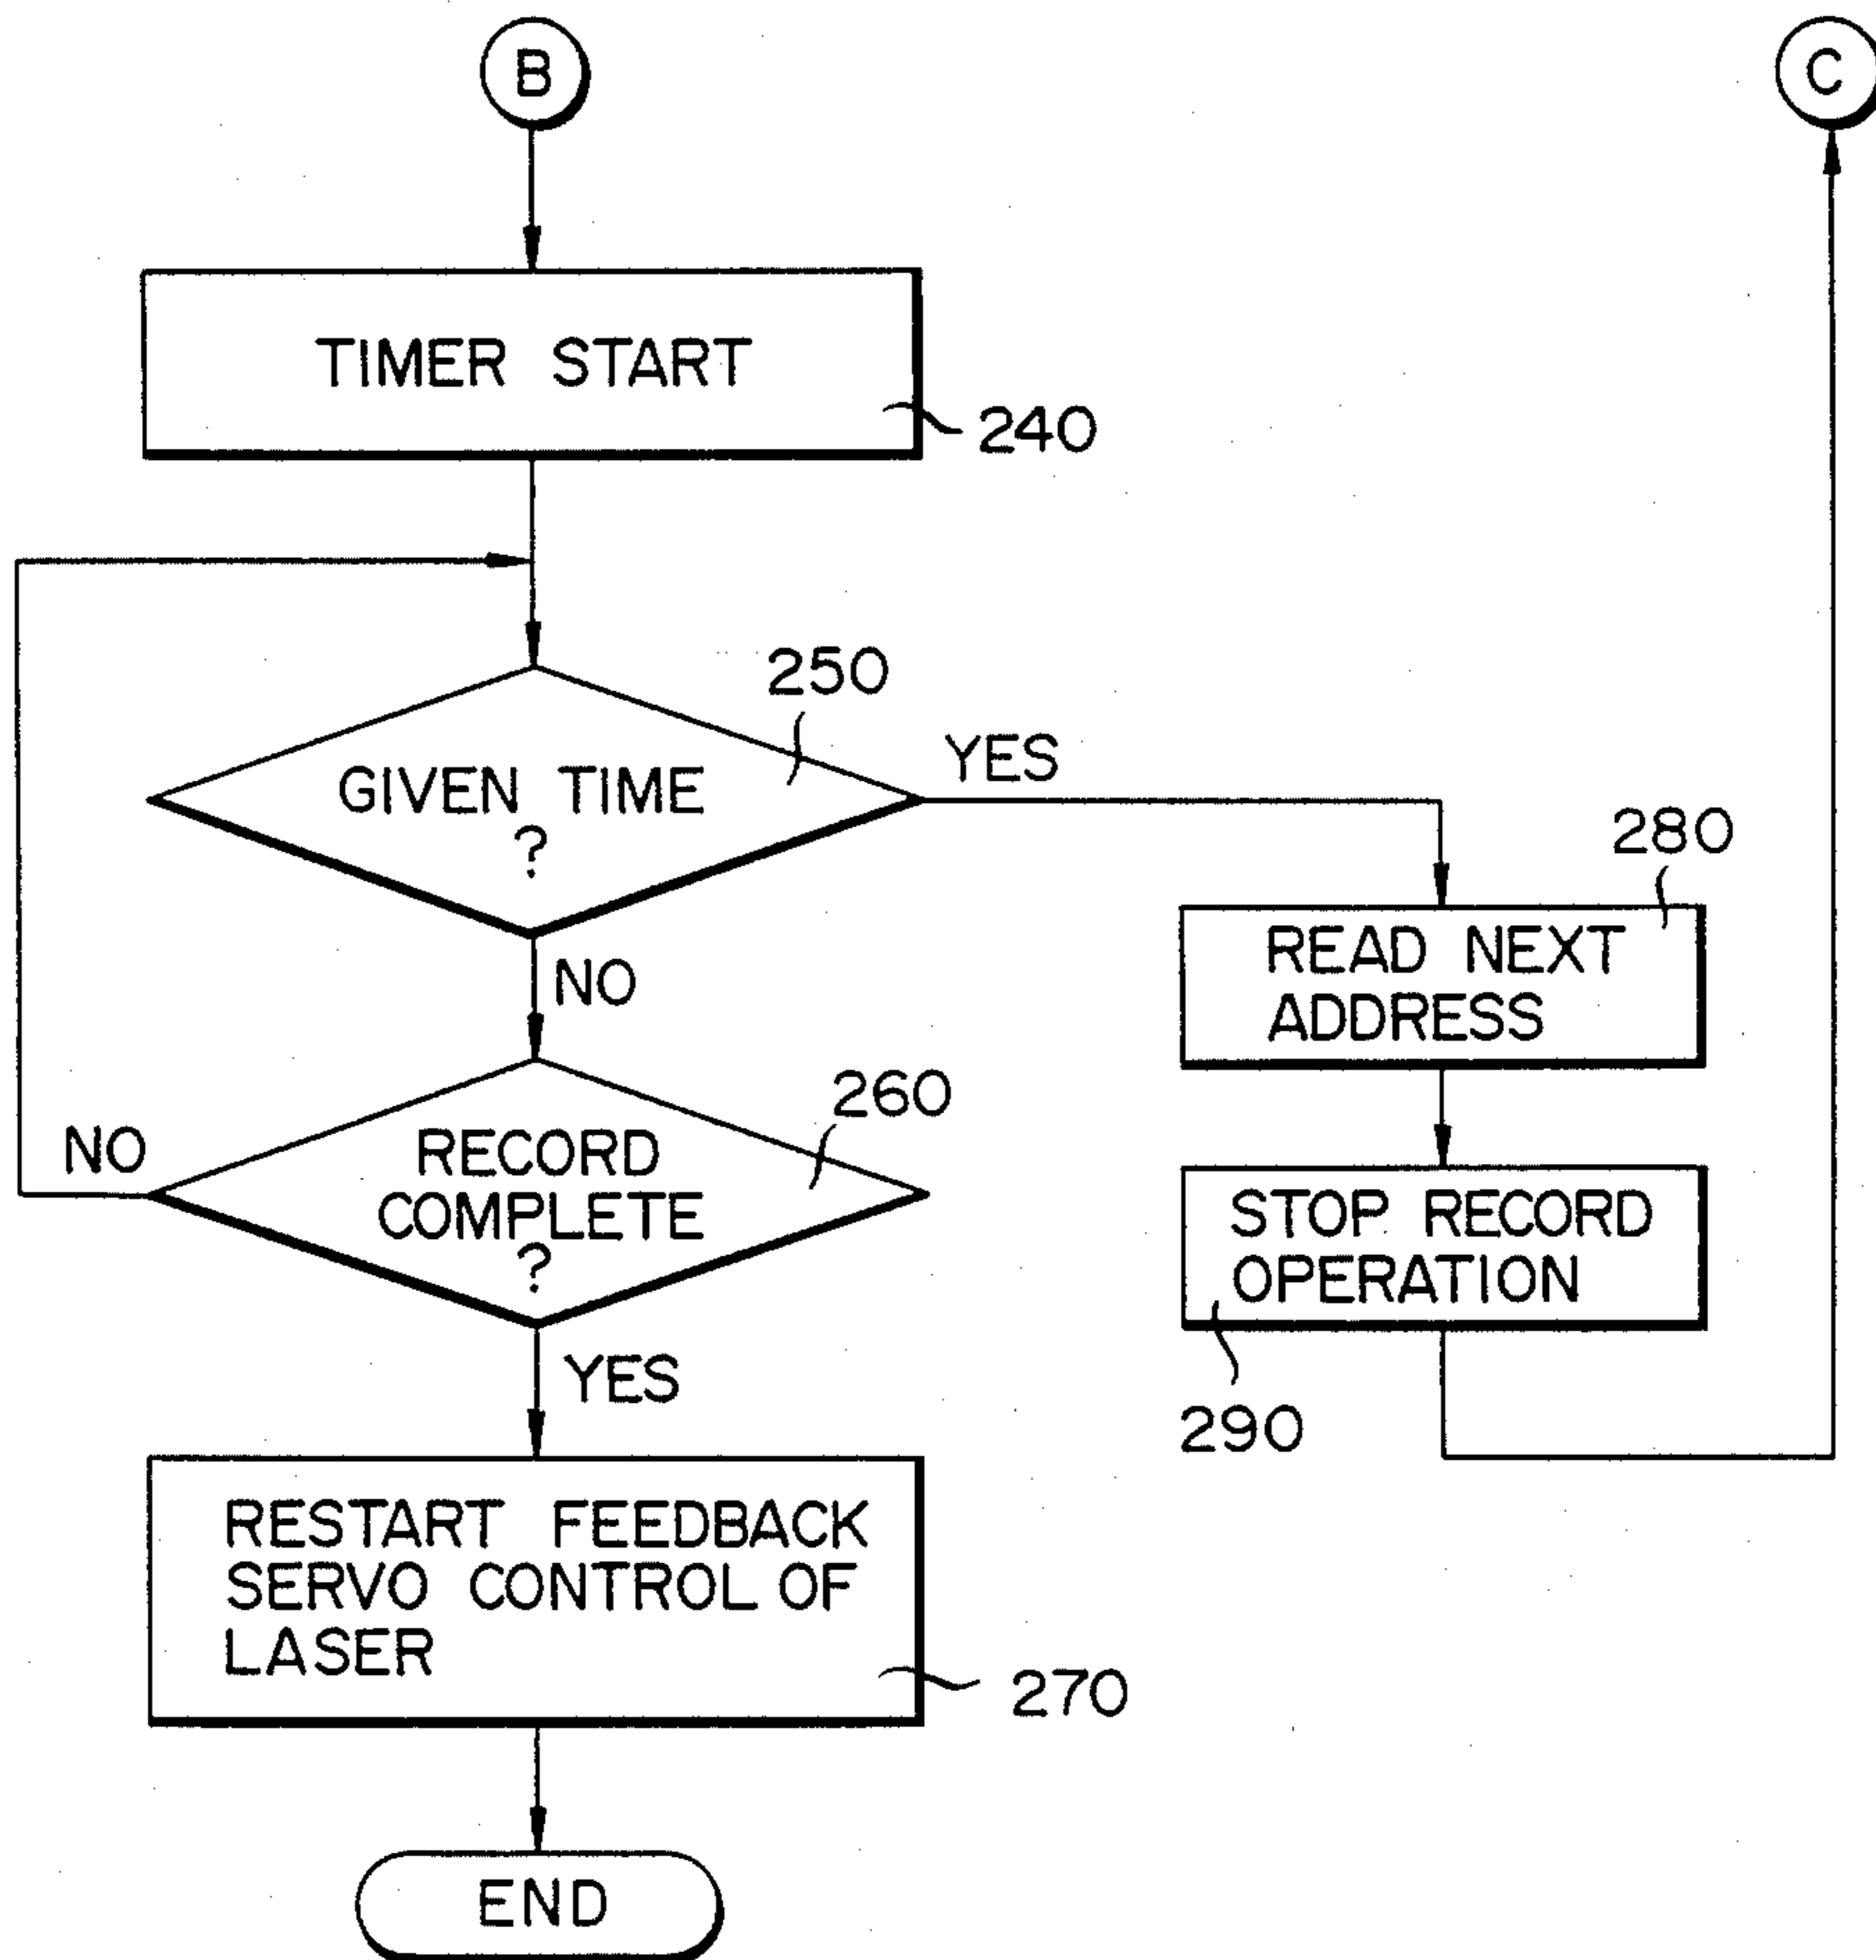 B
C
TIMER START
240
250
GIVEN TIME
?
YES
NO
280
READ NEXT
ADDRESS
260
RECORD
COMPLETE
?
NO
YES
STOP RECORD
OPERATION
290
RESTART FEEDBACK
SERVO CONTROL OF
LASER
270
END